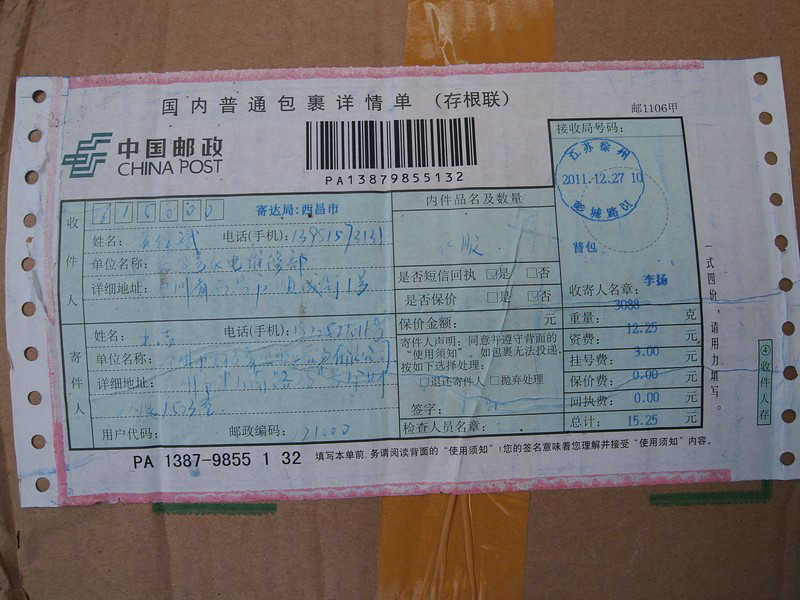 国内普通包裹详情单 (存根联)
邮1106甲
中国邮政
CHINA POST
PA13879855132
接收局号码:
江苏徐州
2011.12.27 10
收件人
615000
寄达局:西昌市
内件品名及数量
姓名:
电话(手机):
单位名称:
详细地址:
衣服
普包
是否短信回执 是 否
是否保价 是 否
保价金额: 元
收寄人名章: 李扬
重量: 3088 克
资费: 12.25 元
挂号费: 3.00 元
保价费: 0.00 元
回执费: 0.00 元
总计: 15.25 元
寄件人
姓名:
电话(手机):
单位名称:
详细地址:
用户代码:
邮政编码:
寄件人声明: 同意并遵守背面的
“使用须知”。如包裹无法投递,
按如下选择处理:
退还寄件人 抛弃处理
签字:
检查人员名章:
一式四份,请用力填写。
④收件人存
PA 1387-9855 1 32
填写本单前,务请阅读背面的“使用须知”!您的签名意味着您理解并接受“使用须知”内容。